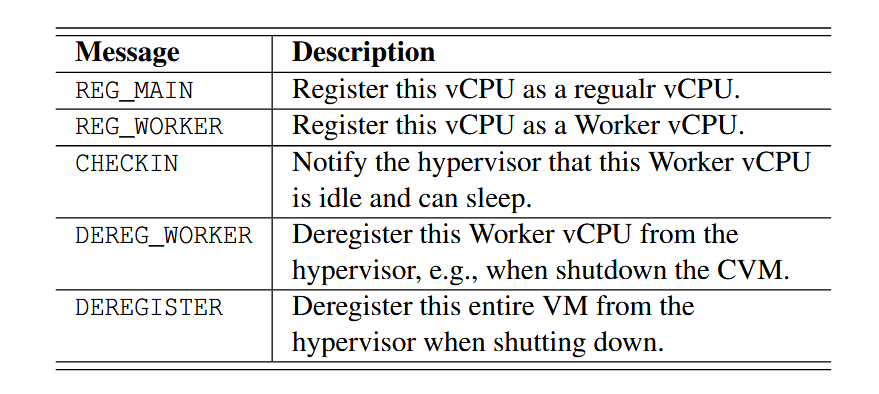 Message Description
REG_MAIN Register this vCPU as a regualr vCPU.
REG_WORKER Register this vCPU as a Worker vCPU.
CHECKIN Notify the hypervisor that this Worker vCPU
is idle and can sleep.
DEREG_WORKER Deregister this Worker vCPU from the
hypervisor, e.g., when shutdown the CVM.
DEREGISTER Deregister this entire VM from the
hypervisor when shutting down.